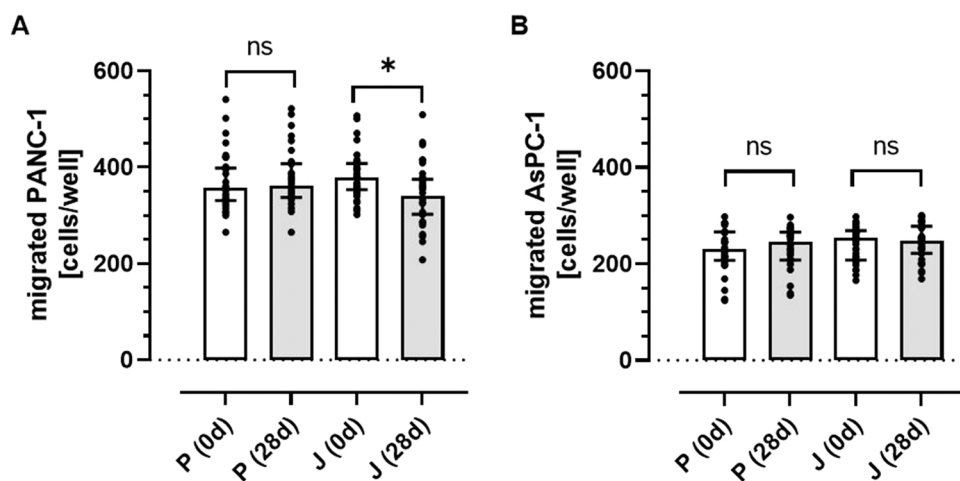 A
migrated PANC-1
[cells/well]
600
400
200
0
ns
*
P (0d)
P (28d)
J (0d)
J (28d)
B
migrated AsPC-1
[cells/well]
600
400
200
0
ns
ns
P (0d)
P (28d)
J (0d)
J (28d)